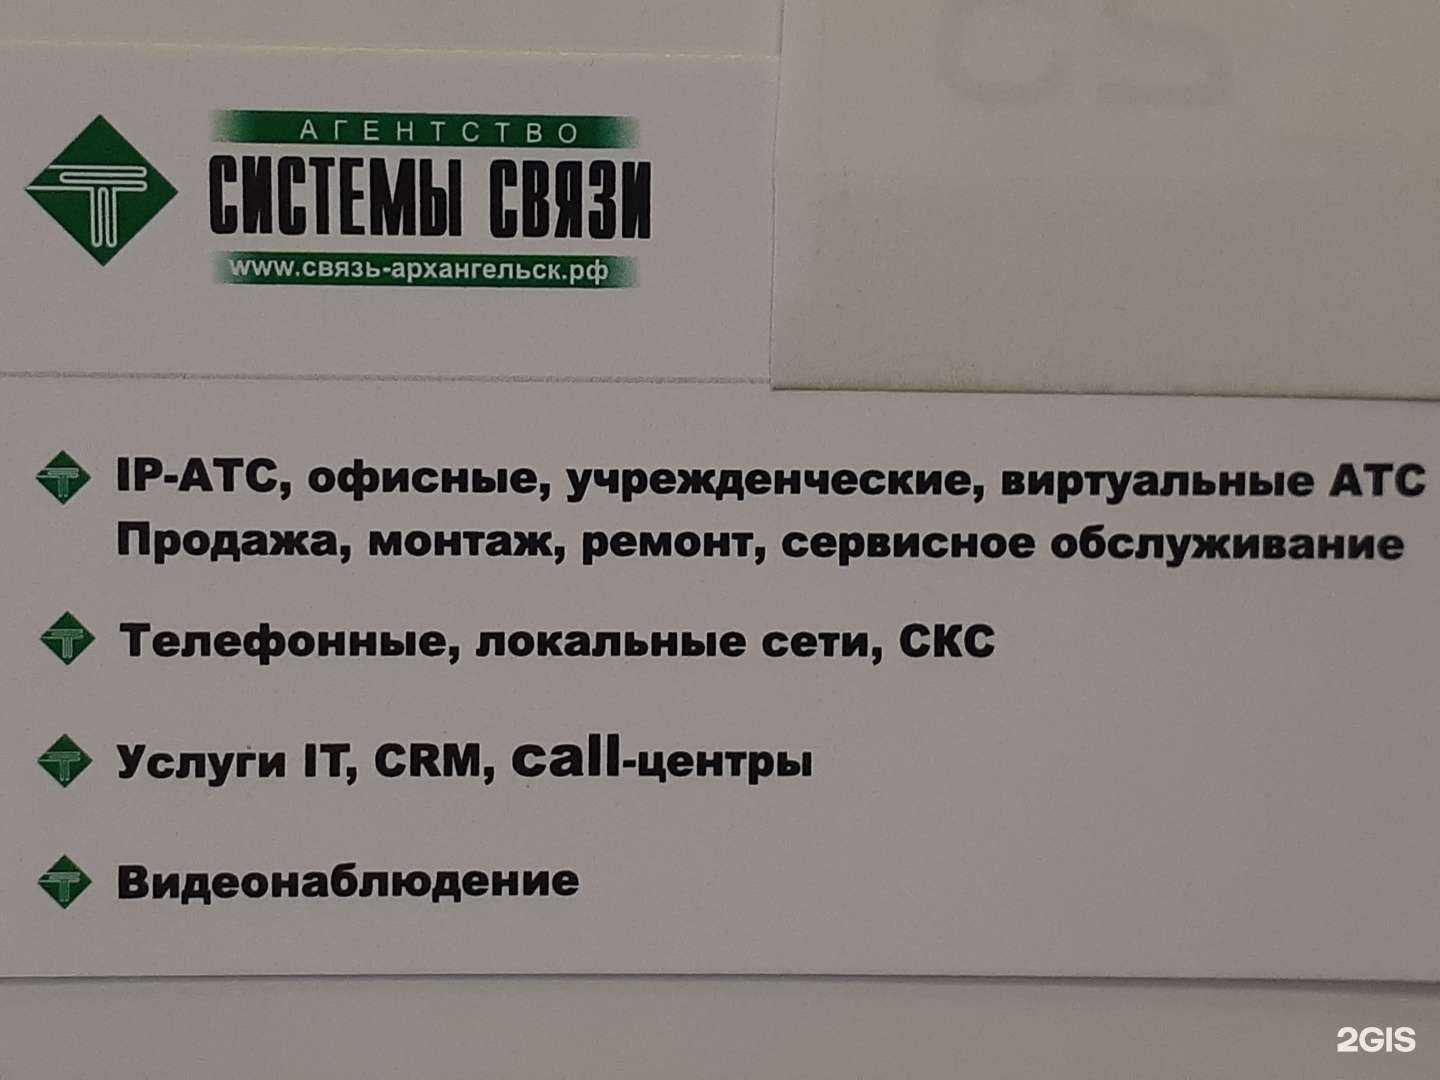 АГЕНТСТВО
СИСТЕМЫ СВЯЗИ
www.связь-архангельск.рф
IP-АТС, офисные, учрежденческие, виртуальные АТС
Продажа, монтаж, ремонт, сервисное обслуживание
Телефонные, локальные сети, СКС
Услуги IT, CRM, call-центры
Видеонаблюдение
2GIS